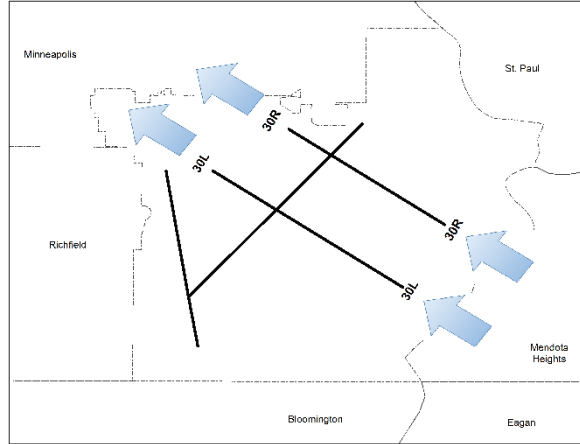 Minneapolis
St. Paul
30R
30L
Richfield
30R
30L
Mendota
Heights
Bloomington
Eagan